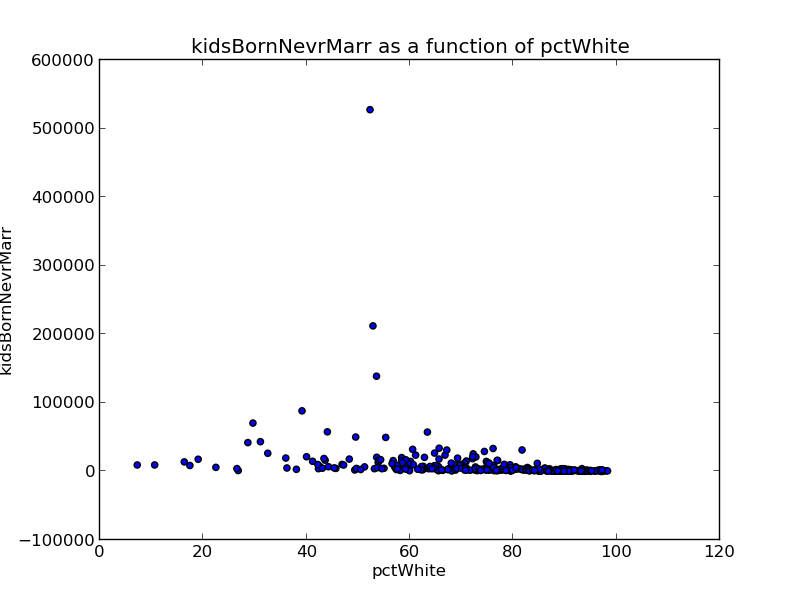 kidsBornNevrMarr as a function of pctWhite
600000
500000
400000
300000
200000
100000
0
−100000
kidsBornNevrMarr
0 20 40 60 80 100 120
pctWhite